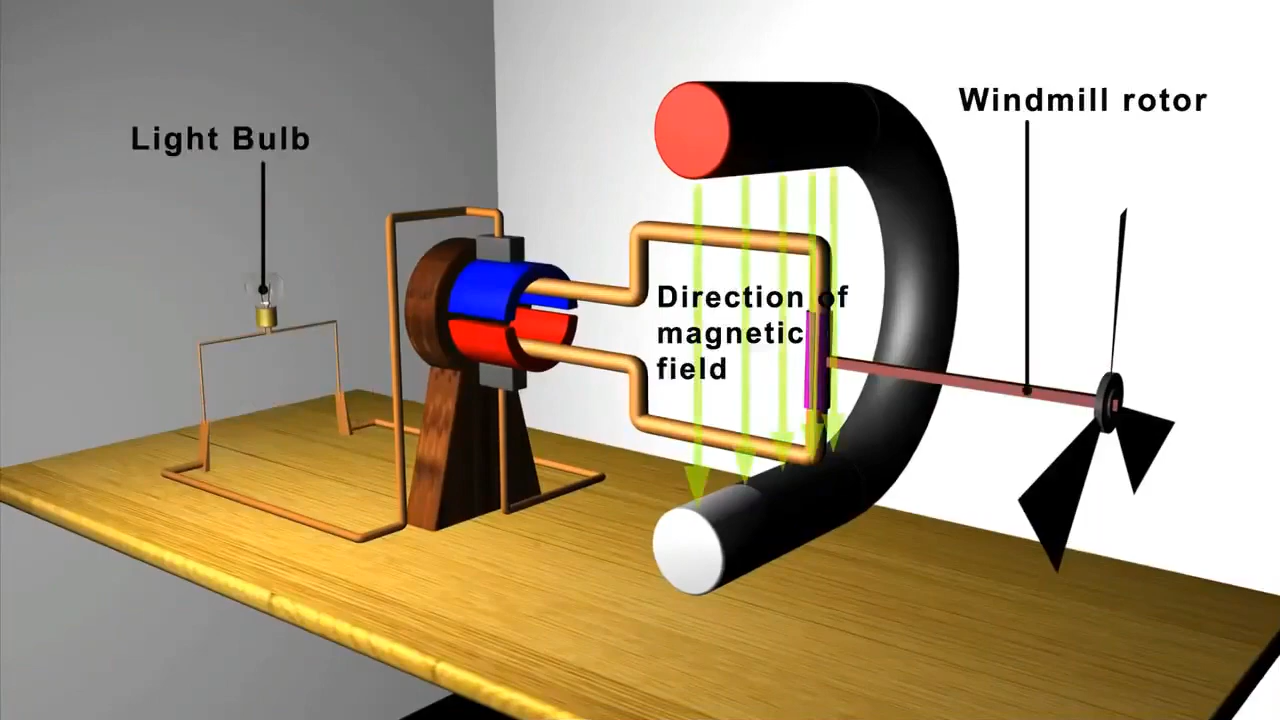 Light Bulb
Windmill rotor
Direction of
magnetic
field